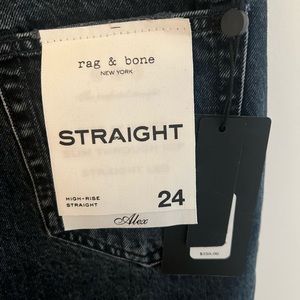 rag & bone
NEW YORK
STRAIGHT
HIGH-RISE
STRAIGHT
24
Alex